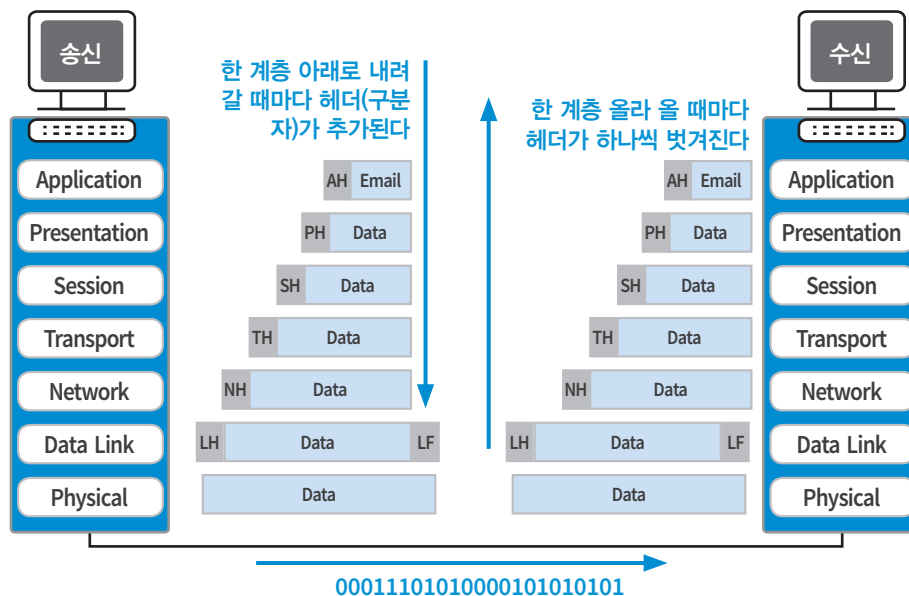 송신
수신
한 계층 아래로 내려
갈 때마다 헤더(구분
자)가 추가된다
한 계층 올라 올 때마다
헤더가 하나씩 벗겨진다
Application AH Email AH Email Application
Presentation PH Data PH Data Presentation
Session SH Data SH Data Session
Transport TH Data TH Data Transport
Network NH Data NH Data Network
Data Link LH Data LF LH Data LF Data Link
Physical Data Data Physical
00011101010000101010101